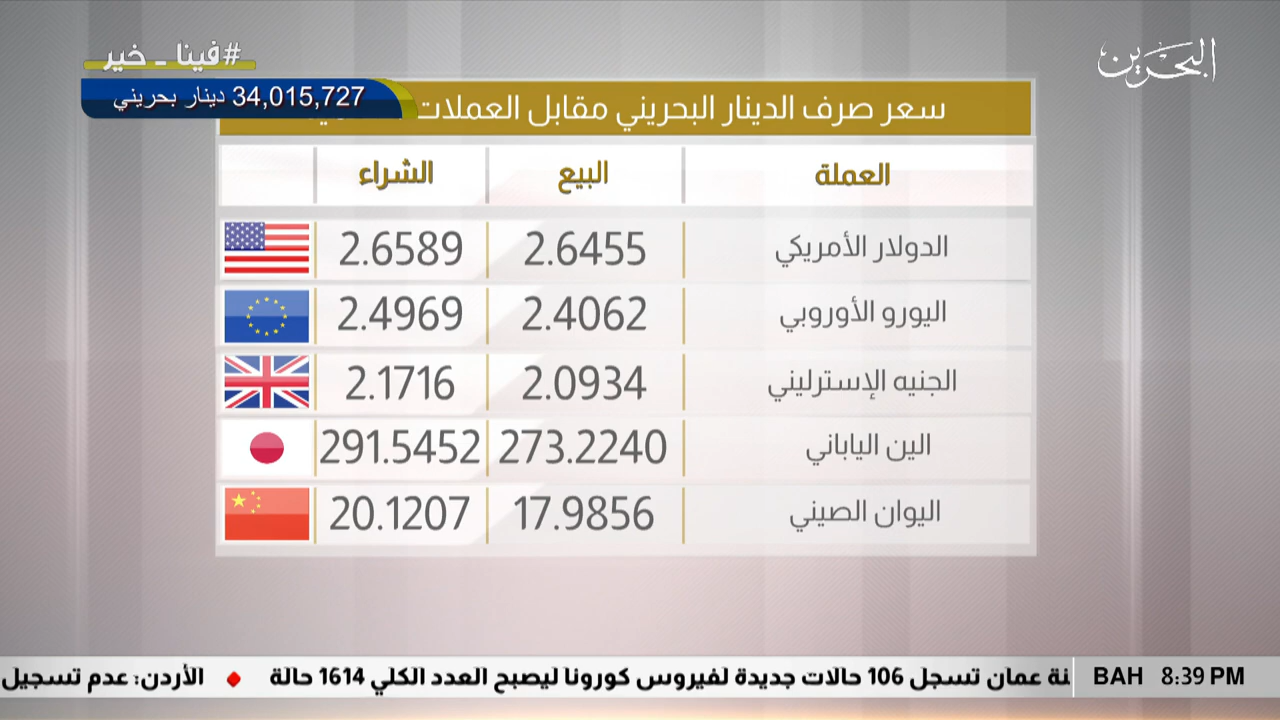 البحرين
#فينا _ خير
34,015,727 دينار بحريني
سعر صرف الدينار البحريني مقابل العملات
العملة البيع الشراء
الدولار الأمريكي 2.6455 2.6589
اليورو الأوروبي 2.4062 2.4969
الجنيه الإسترليني 2.0934 2.1716
الين الياباني 273.2240 291.5452
اليوان الصيني 17.9856 20.1207
BAH 8:39 PM
عمان تسجل 106 حالات جديدة لفيروس كورونا ليصبح العدد الكلي 1614 حالة ♦ الأردن: عدم تسجيل